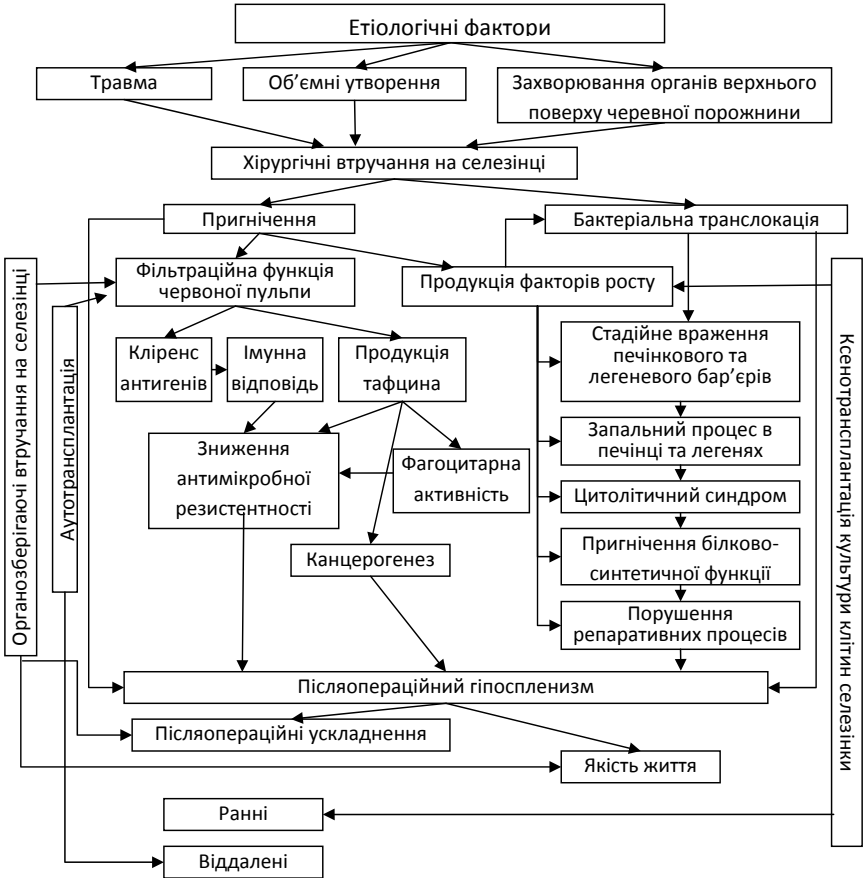 Етіологічні фактори
Травма
Об’ємні утворення
Захворювання органів верхнього
поверху черевної порожнини
Хірургічні втручання на селезінці
Пригнічення
Бактеріальна транслокація
Органозберігаючі втручання на селезінці
Аутотрансплантація
Фільтраційна функція
червоної пульпи
Продукція факторів росту
Ксенотрансплантація культури клітин селезінки
Кліренс
антигенів
Імунна
відповідь
Продукція
тафцина
Стадійне враження
печінкового та
легеневого бар’єрів
Зниження
антимікробної
резистентності
Фагоцитарна
активність
Запальний процес в
печінці та легенях
Цитолітичний синдром
Канцерогенез
Пригнічення білково-
синтетичної функції
Порушення
репаративних процесів
Післяопераційний гіпоспленизм
Післяопераційні ускладнення
Якість життя
Ранні
Віддалені